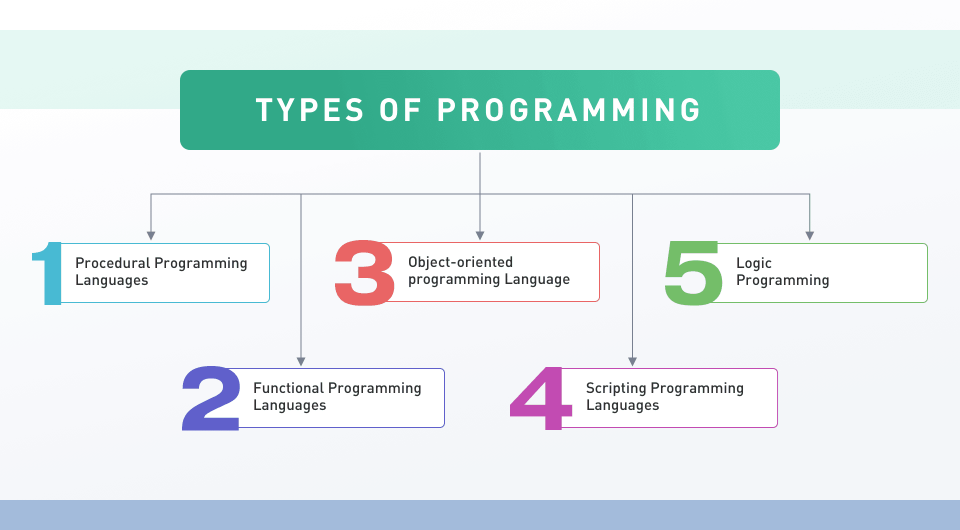 TYPES OF PROGRAMMING
1
Procedural Programming
Languages
2
Functional Programming
Languages
3
Object-oriented
programming Language
4
Scripting Programming
Languages
5
Logic
Programming